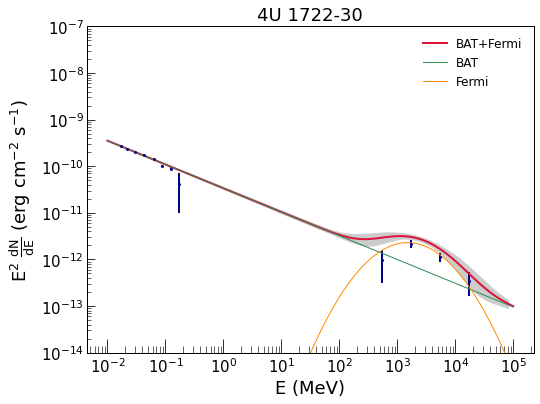 4U 1722-30
E² dN/dE (erg cm⁻² s⁻¹)
10⁻⁷
10⁻⁸
10⁻⁹
10⁻¹⁰
10⁻¹¹
10⁻¹²
10⁻¹³
10⁻¹⁴
BAT+Fermi
BAT
Fermi
10⁻² 10⁻¹ 10⁰ 10¹ 10² 10³ 10⁴ 10⁵
E (MeV)